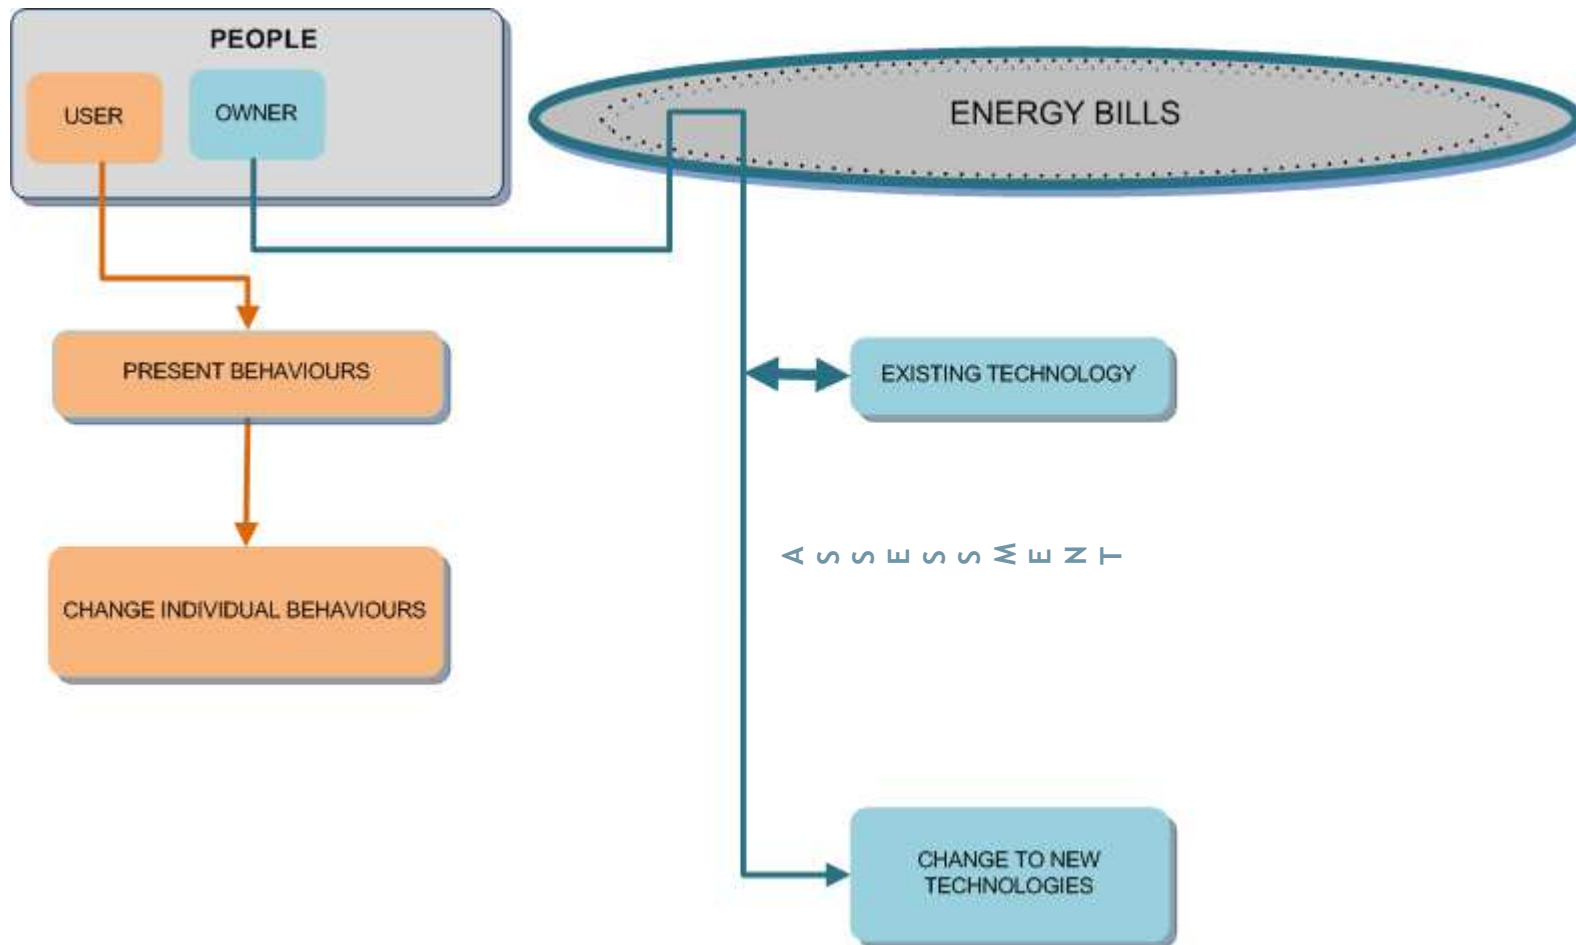 PEOPLE
USER
OWNER
ENERGY BILLS
PRESENT BEHAVIOURS
EXISTING TECHNOLOGY
ASSESSMENT
CHANGE INDIVIDUAL BEHAVIOURS
CHANGE TO NEW
TECHNOLOGIES